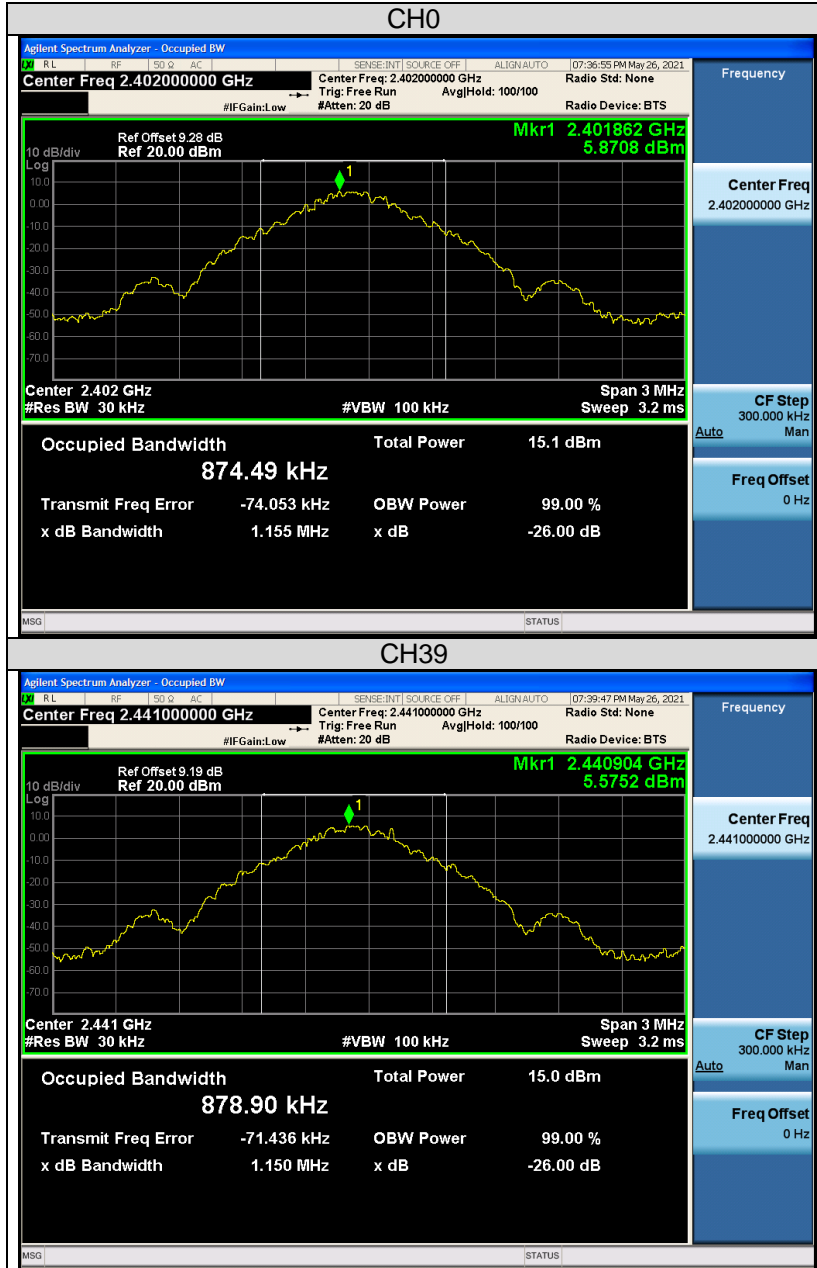 CH0
Agilent Spectrum Analyzer - Occupied BW
LXI RL RF 50 Ω AC SENSE:INT SOURCE OFF ALIGN AUTO 07:36:55 PM May 26, 2021
Center Freq 2.402000000 GHz
Center Freq: 2.402000000 GHz
Radio Std: None
Trig: Free Run Avg|Hold: 100/100
#IFGain:Low
#Atten: 20 dB
Radio Device: BTS
Frequency
Mkr1 2.401862 GHz
5.8708 dBm
Ref Offset 9.28 dB
10 dB/div Ref 20.00 dBm
Log
1
10.0
0.00
-10.0
-20.0
-30.0
-40.0
-50.0
-60.0
-70.0
Center Freq
2.402000000 GHz
Center 2.402 GHz
Span 3 MHz
#Res BW 30 kHz
#VBW 100 kHz
Sweep 3.2 ms
CF Step
300.000 kHz
Auto Man
Occupied Bandwidth
Total Power 15.1 dBm
874.49 kHz
Freq Offset
0 Hz
Transmit Freq Error -74.053 kHz OBW Power 99.00 %
x dB Bandwidth 1.155 MHz x dB -26.00 dB
MSG STATUS
CH39
Agilent Spectrum Analyzer - Occupied BW
LXI RL RF 50 Ω AC SENSE:INT SOURCE OFF ALIGN AUTO 07:39:47 PM May 26, 2021
Center Freq 2.441000000 GHz
Center Freq: 2.441000000 GHz
Radio Std: None
Trig: Free Run Avg|Hold: 100/100
#IFGain:Low
#Atten: 20 dB
Radio Device: BTS
Frequency
Mkr1 2.440904 GHz
5.5752 dBm
Ref Offset 9.19 dB
10 dB/div Ref 20.00 dBm
Log
1
10.0
0.00
-10.0
-20.0
-30.0
-40.0
-50.0
-60.0
-70.0
Center Freq
2.441000000 GHz
Center 2.441 GHz
Span 3 MHz
#Res BW 30 kHz
#VBW 100 kHz
Sweep 3.2 ms
CF Step
300.000 kHz
Auto Man
Occupied Bandwidth
Total Power 15.0 dBm
878.90 kHz
Freq Offset
0 Hz
Transmit Freq Error -71.436 kHz OBW Power 99.00 %
x dB Bandwidth 1.150 MHz x dB -26.00 dB
MSG STATUS